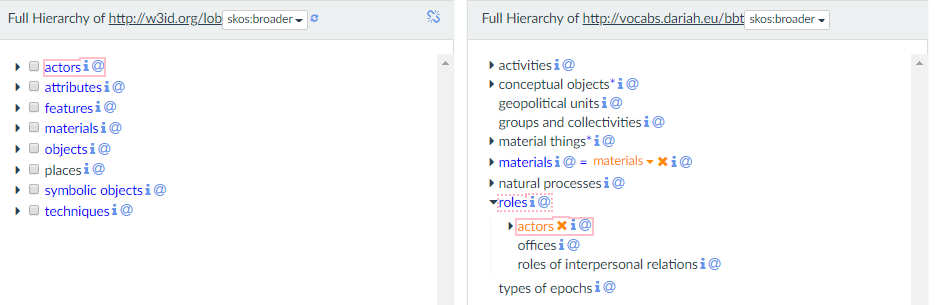 Full Hierarchy of http://w3id.org/lob skos:broader
actors i @
attributes i @
features i @
materials i @
objects i @
places i @
symbolic objects i @
techniques i @
Full Hierarchy of http://vocabs.dariah.eu/bbt skos:broader
activities i @
conceptual objects* i @
geopolitical units i @
groups and collectivities i @
material things* i @
materials i @ = materials ✖ i @
natural processes i @
roles i @
actors ✖ i @
offices i @
roles of interpersonal relations i @
types of epochs i @